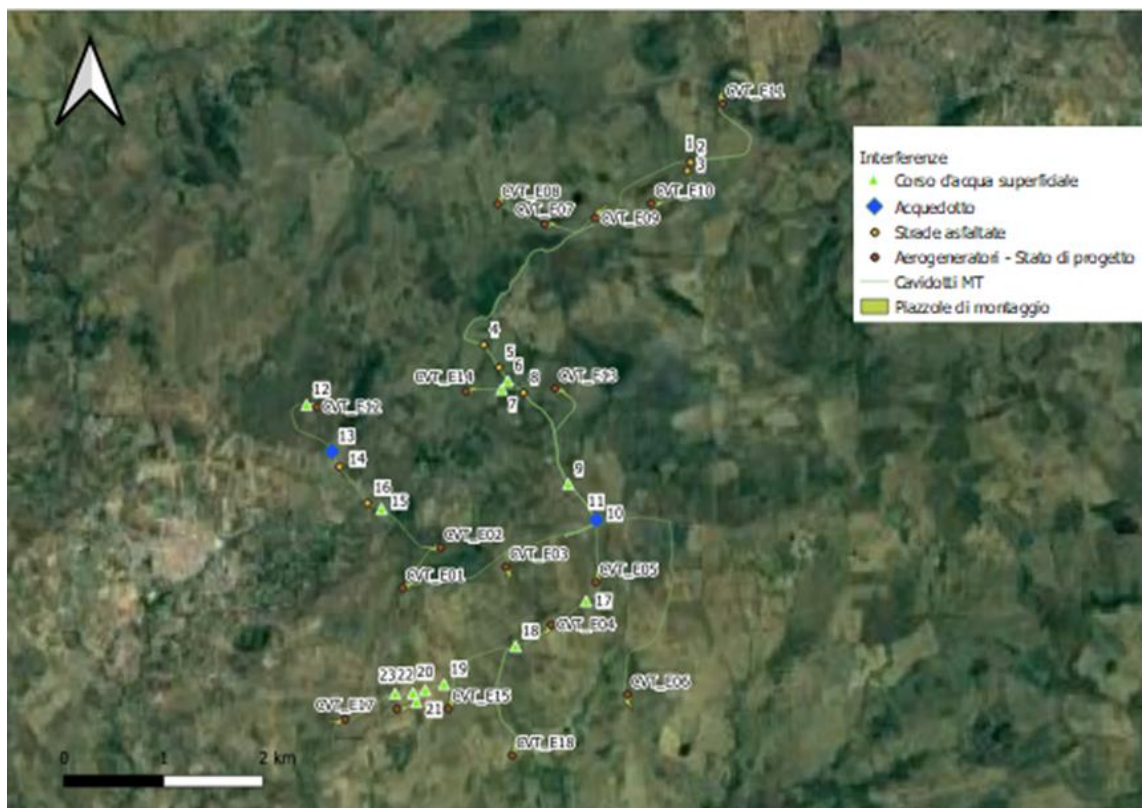 CVT_E11
1 2
3
CVT_E08
CVT_E10
CVT_E07
CVT_E09
Interferenze
Corso d'acqua superficiale
Acquedotto
Strade asfaltate
Aerogeneratori - Stato di progetto
Cavidotti MT
Piazzole di montaggio
4
5
6
CVT_E14
8
CVT_E13
7
12
CVT_E12
13
14
9
16
15
11
10
CVT_E02
CVT_E03
CVT_E01
CVT_E05
17
CVT_E04
18
19
23 22 20
CVT_E15
CVT_E06
21
CVT_E17
CVT_E18
0 1 2 km